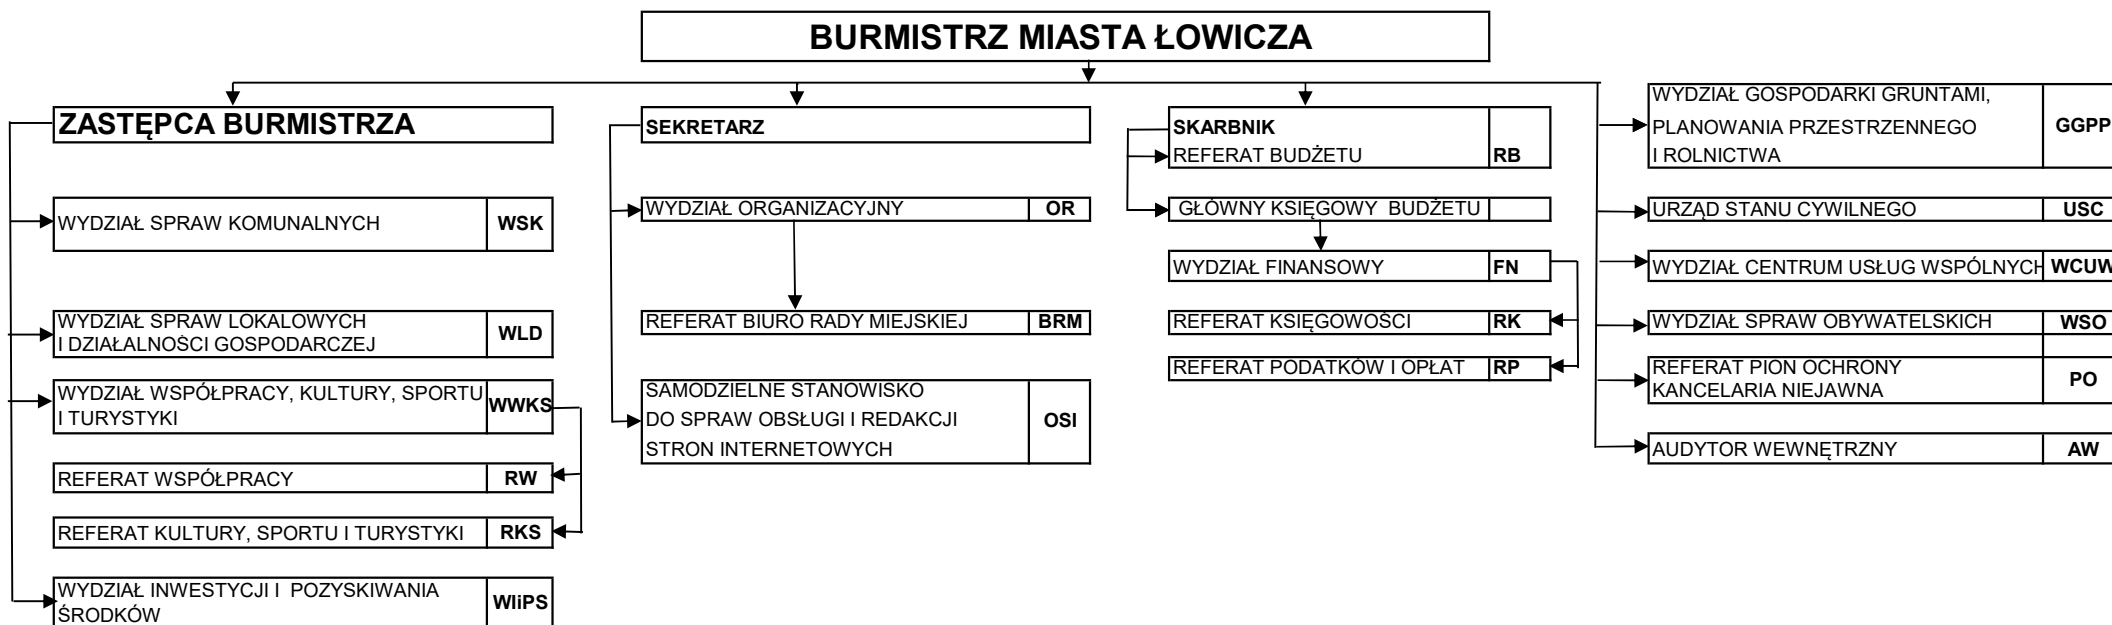 BURMISTRZ MIASTA ŁOWICZA
ZASTĘPCA BURMISTRZA
WYDZIAŁ SPRAW KOMUNALNYCH WSK
WYDZIAŁ SPRAW LOKALOWYCH
I DZIAŁALNOŚCI GOSPODARCZEJ WLD
WYDZIAŁ WSPÓŁPRACY, KULTURY, SPORTU
I TURYSTYKI WWKS
REFERAT WSPÓŁPRACY RW
REFERAT KULTURY, SPORTU I TURYSTYKI RKS
WYDZIAŁ INWESTYCJI I POZYSKIWANIA
ŚRODKÓW WIiPS
SEKRETARZ
WYDZIAŁ ORGANIZACYJNY OR
REFERAT BIURO RADY MIEJSKIEJ BRM
SAMODZIELNE STANOWISKO
DO SPRAW OBSŁUGI I REDAKCJI OSI
STRON INTERNETOWYCH
SKARBNIK
REFERAT BUDŻETU RB
GŁÓWNY KSIĘGOWY BUDŻETU
WYDZIAŁ FINANSOWY FN
REFERAT KSIĘGOWOŚCI RK
REFERAT PODATKÓW I OPŁAT RP
WYDZIAŁ GOSPODARKI GRUNTAMI,
PLANOWANIA PRZESTRZENNEGO GGPP
I ROLNICTWA
URZĄD STANU CYWILNEGO USC
WYDZIAŁ CENTRUM USŁUG WSPÓLNYCH WCUW
WYDZIAŁ SPRAW OBYWATELSKICH WSO
REFERAT PION OCHRONY
KANCELARIA NIEJAWNA PO
AUDYTOR WEWNĘTRZNY AW